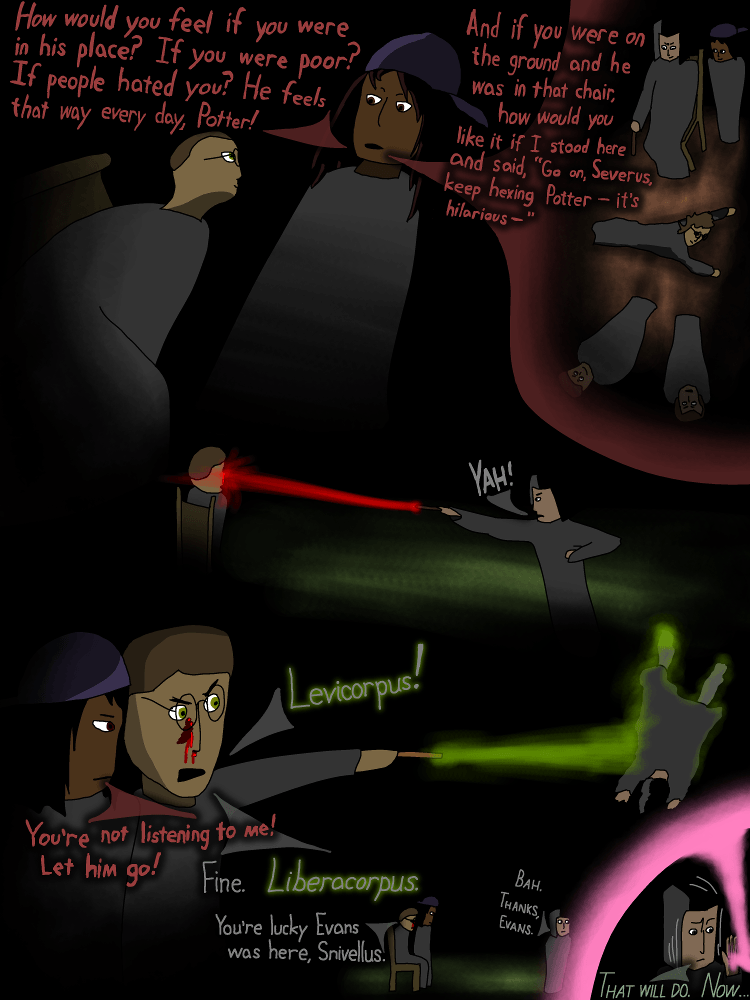 How would you feel if you were
in his place? If you were poor?
If people hated you? He feels
that way every day, Potter!
And if you were on
the ground and he
was in that chair,
how would you
like it if I stood here
and said, "Go on, Severus,
keep hexing Potter — it's
hilarious —"
YAH!
Levicorpus!
You're not listening to me!
Let him go!
Fine. Liberacorpus.
You're lucky Evans
was here, Snivellus.
BAH.
THANKS,
EVANS.
THAT WILL DO. NOW...